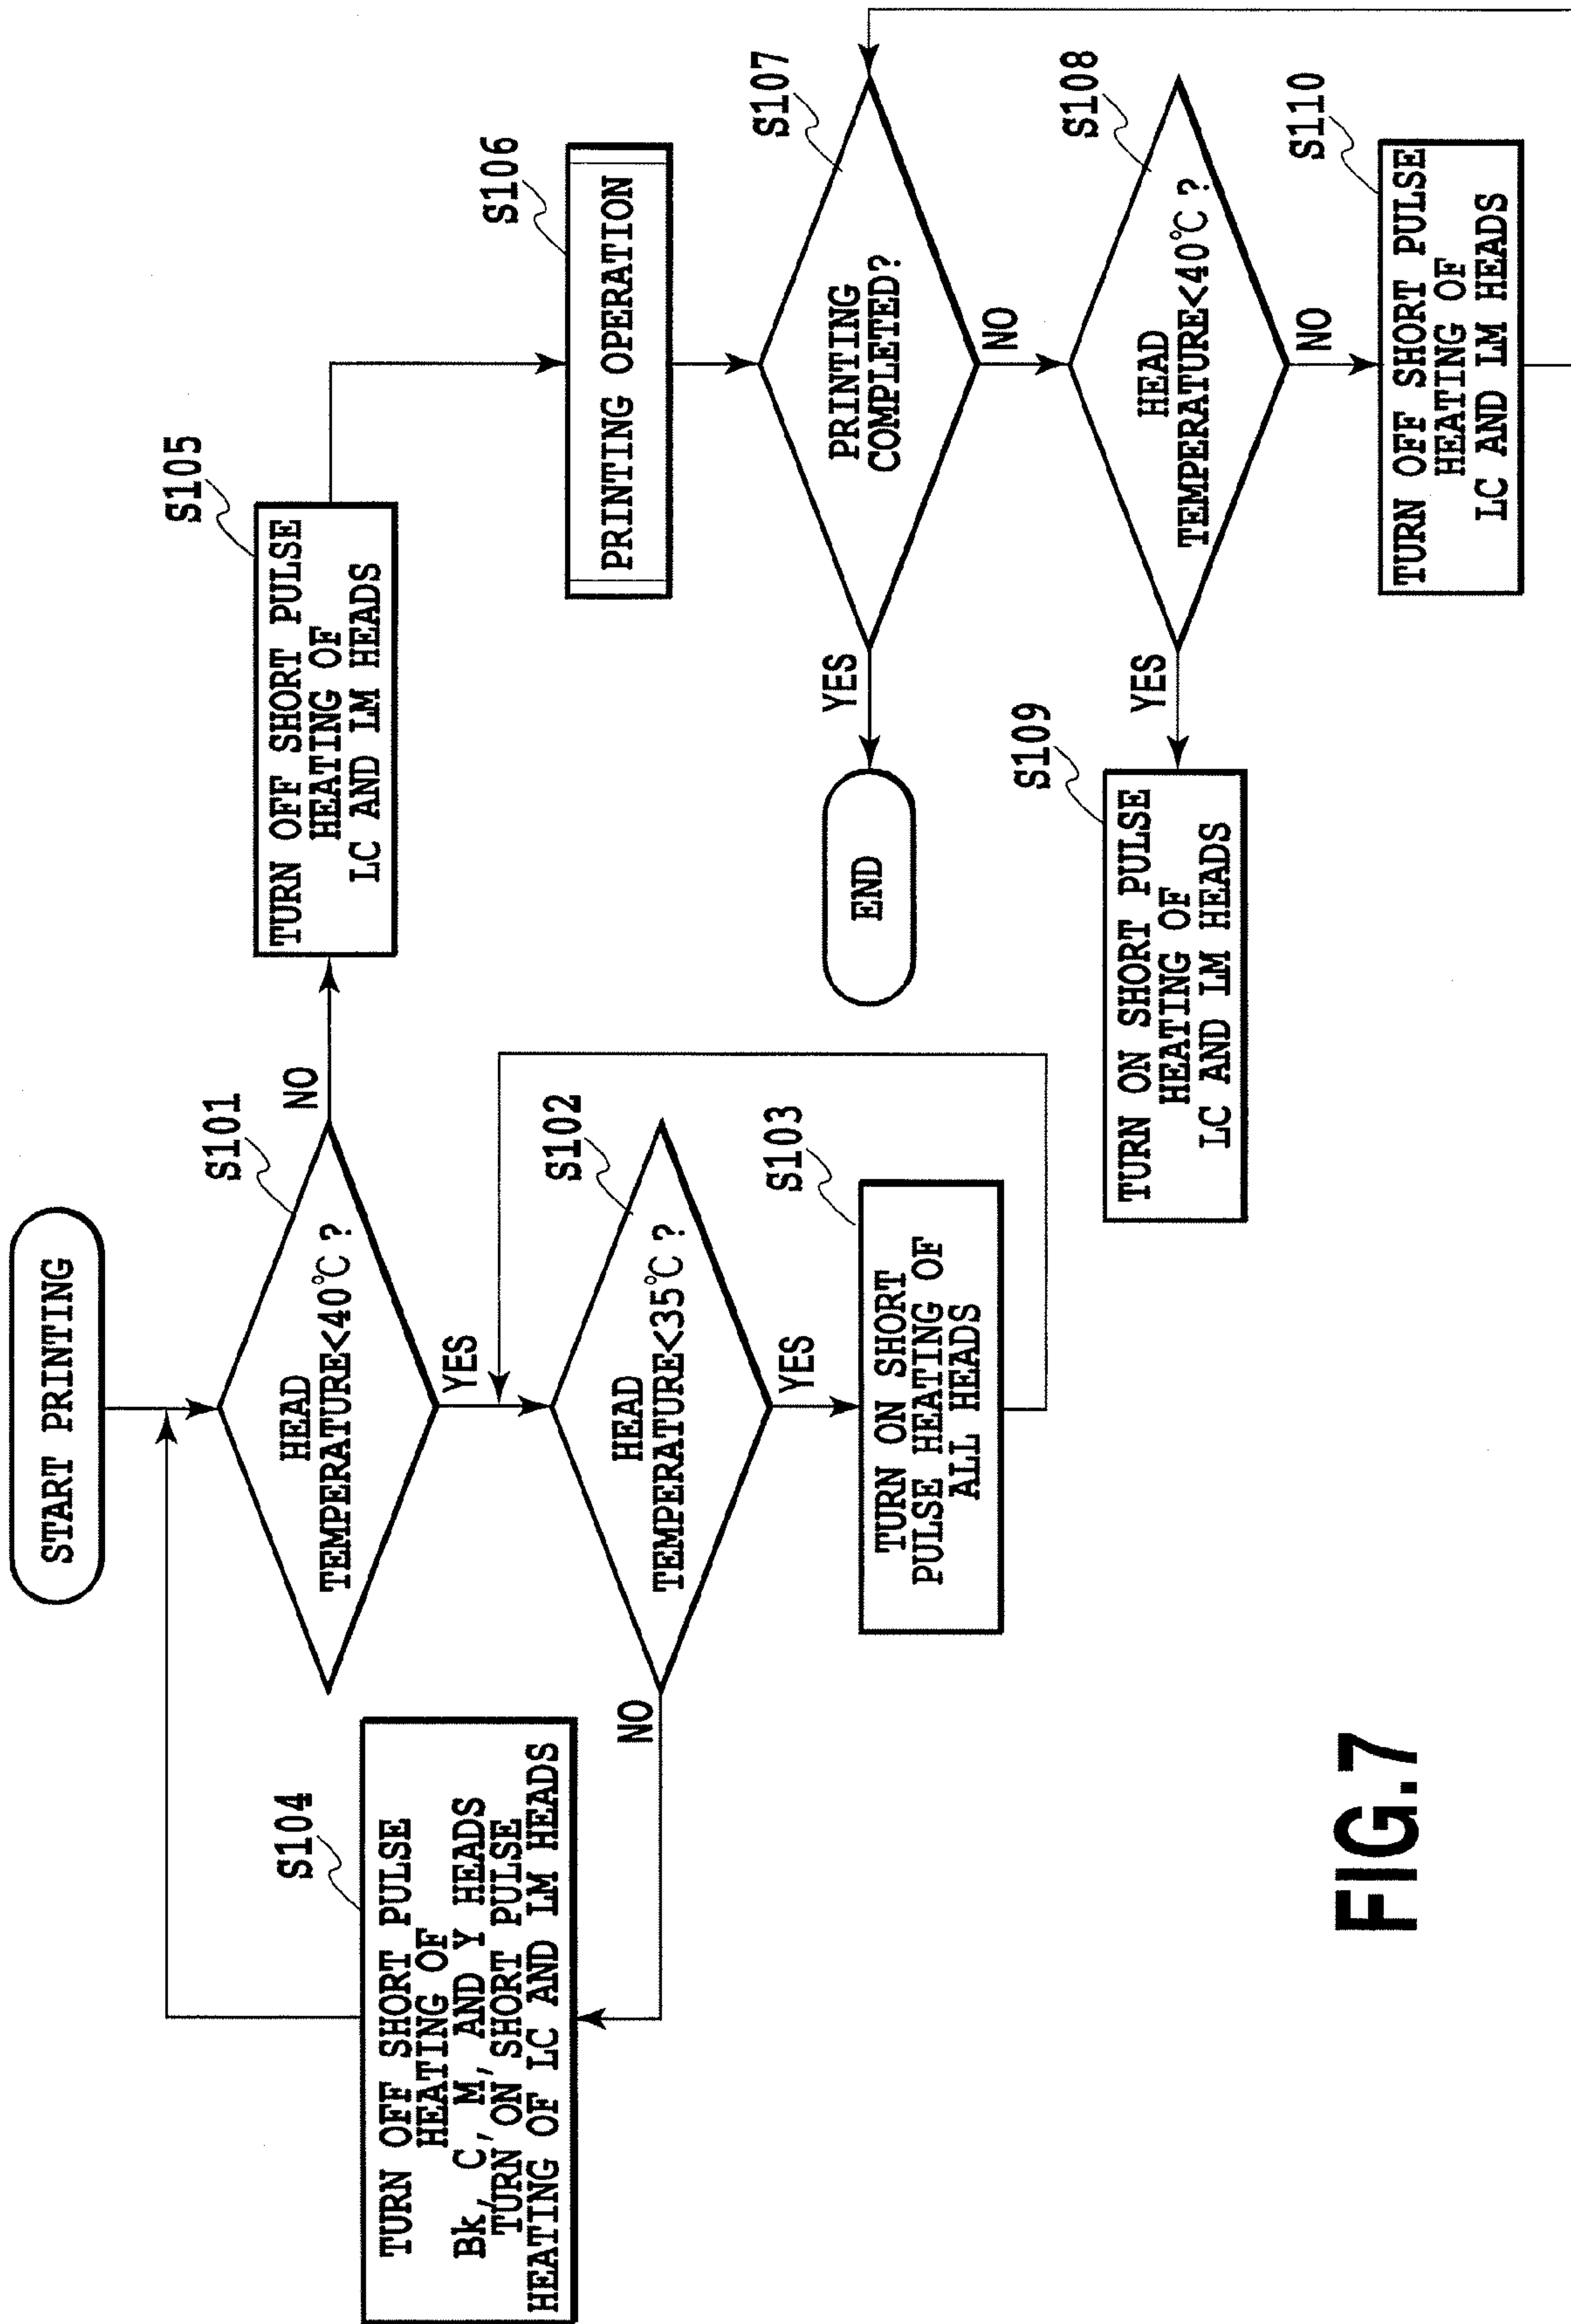 START PRINTING
S101
HEAD
TEMPERATURE<40℃?
NO
YES
S102
HEAD
TEMPERATURE<35℃?
NO
YES
S103
TURN ON SHORT
PULSE HEATING OF
ALL HEADS
S104
TURN OFF SHORT PULSE
HEATING OF
Bk, C, M, AND Y HEADS
TURN ON SHORT PULSE
HEATING OF LC AND LM HEADS
S105
TURN OFF SHORT PULSE
HEATING OF
LC AND LM HEADS
S106
PRINTING OPERATION
S107
PRINTING
COMPLETED?
YES
NO
END
S108
HEAD
TEMPERATURE<40℃?
YES
NO
S109
TURN ON SHORT PULSE
HEATING OF
LC AND LM HEADS
S110
TURN OFF SHORT PULSE
HEATING OF
LC AND LM HEADS
FIG.7